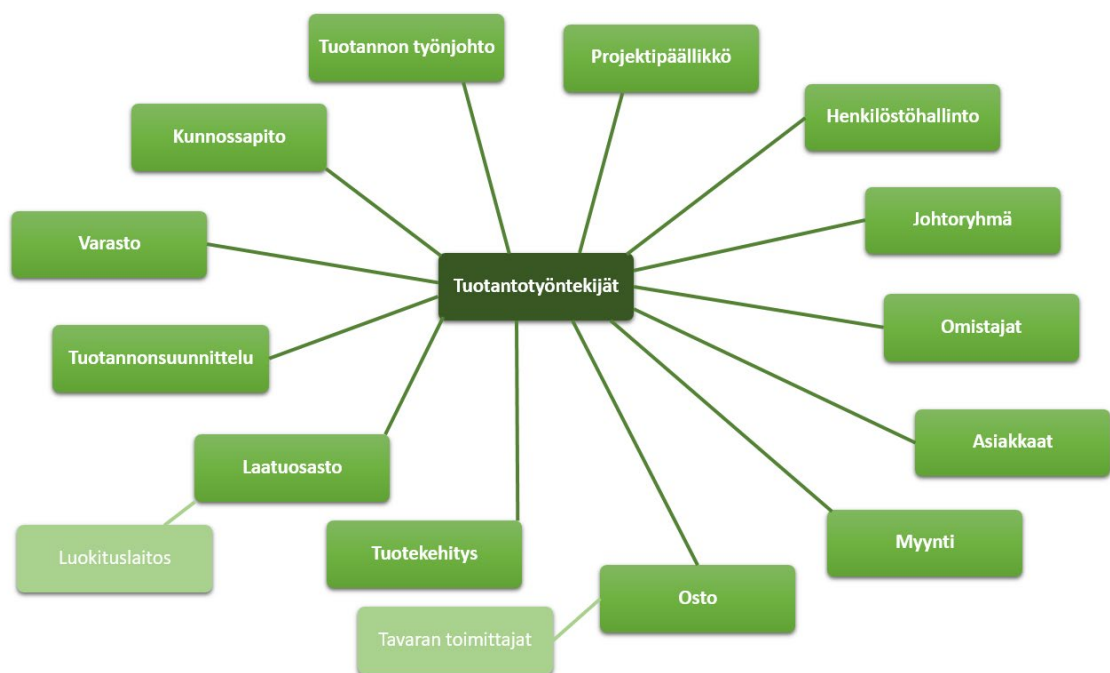 Tuotannon työnjohto
Projektipäällikkö
Henkilöstöhallinto
Kunnossapito
Johtoryhmä
Varasto
Tuotantotyöntekijät
Omistajat
Tuotannonsuunnittelu
Asiakkaat
Laatuosasto
Myynti
Luokituslaitos
Tuotekehitys
Osto
Tavaran toimittajat